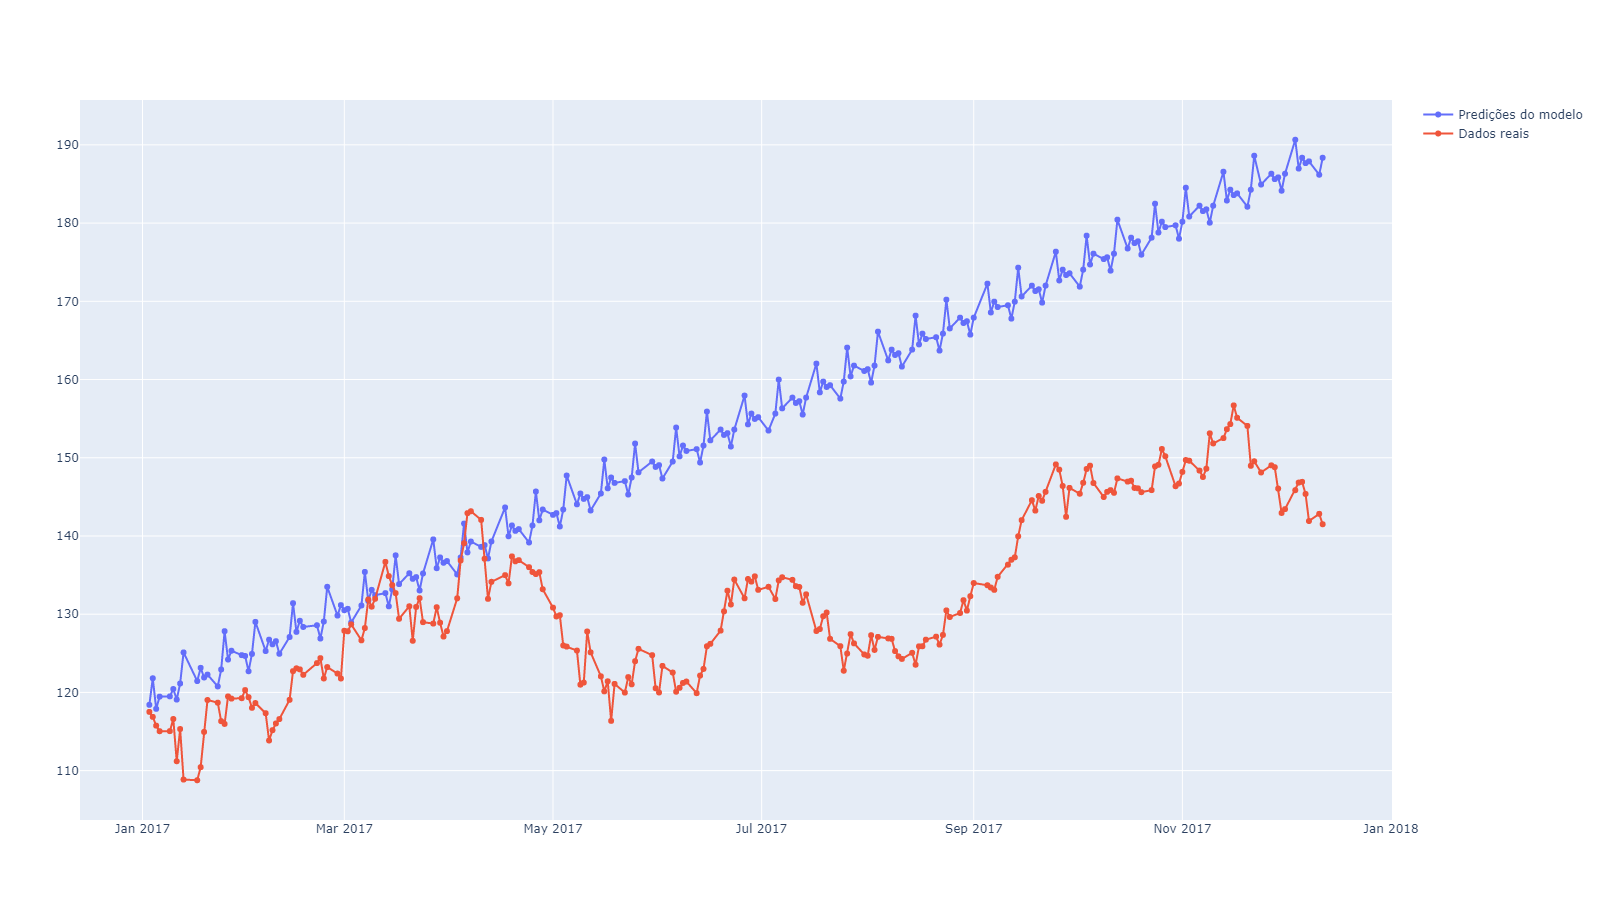 Predições do modelo
Dados reais
190
180
170
160
150
140
130
120
110
Jan 2017
Mar 2017
May 2017
Jul 2017
Sep 2017
Nov 2017
Jan 2018